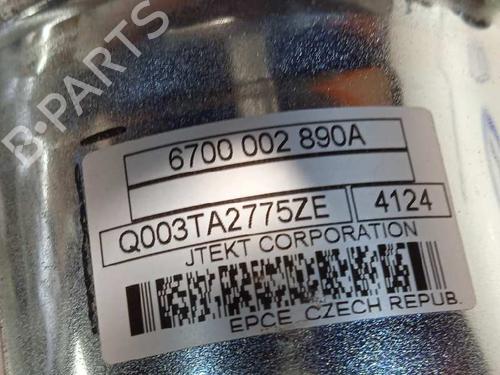 B-PARTS
6700 002 890A
Q003TA2775ZE 4124
JTEKT CORPORATION
EPCE, CZECH REPUB.